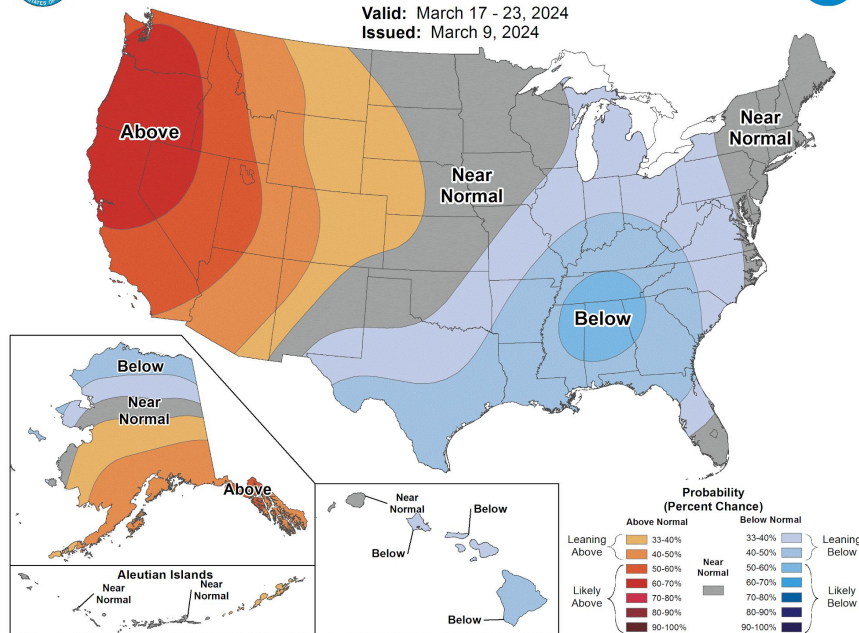 STATES OF
Valid: March 17 - 23, 2024
Issued: March 9, 2024
Above
Near
Normal
Near
Normal
Below
Below
Near
Normal
Above
Aleutian Islands
Near
Normal
Near
Normal
Near
Normal
Below
Below
Below
Probability
(Percent Chance)
Above Normal
Below Normal
Leaning
Above
33-40%
40-50%
Likely
Above
50-60%
60-70%
70-80%
80-90%
90-100%
Near
Normal
33-40%
40-50%
Leaning
Below
50-60%
60-70%
70-80%
80-90%
90-100%
Likely
Below